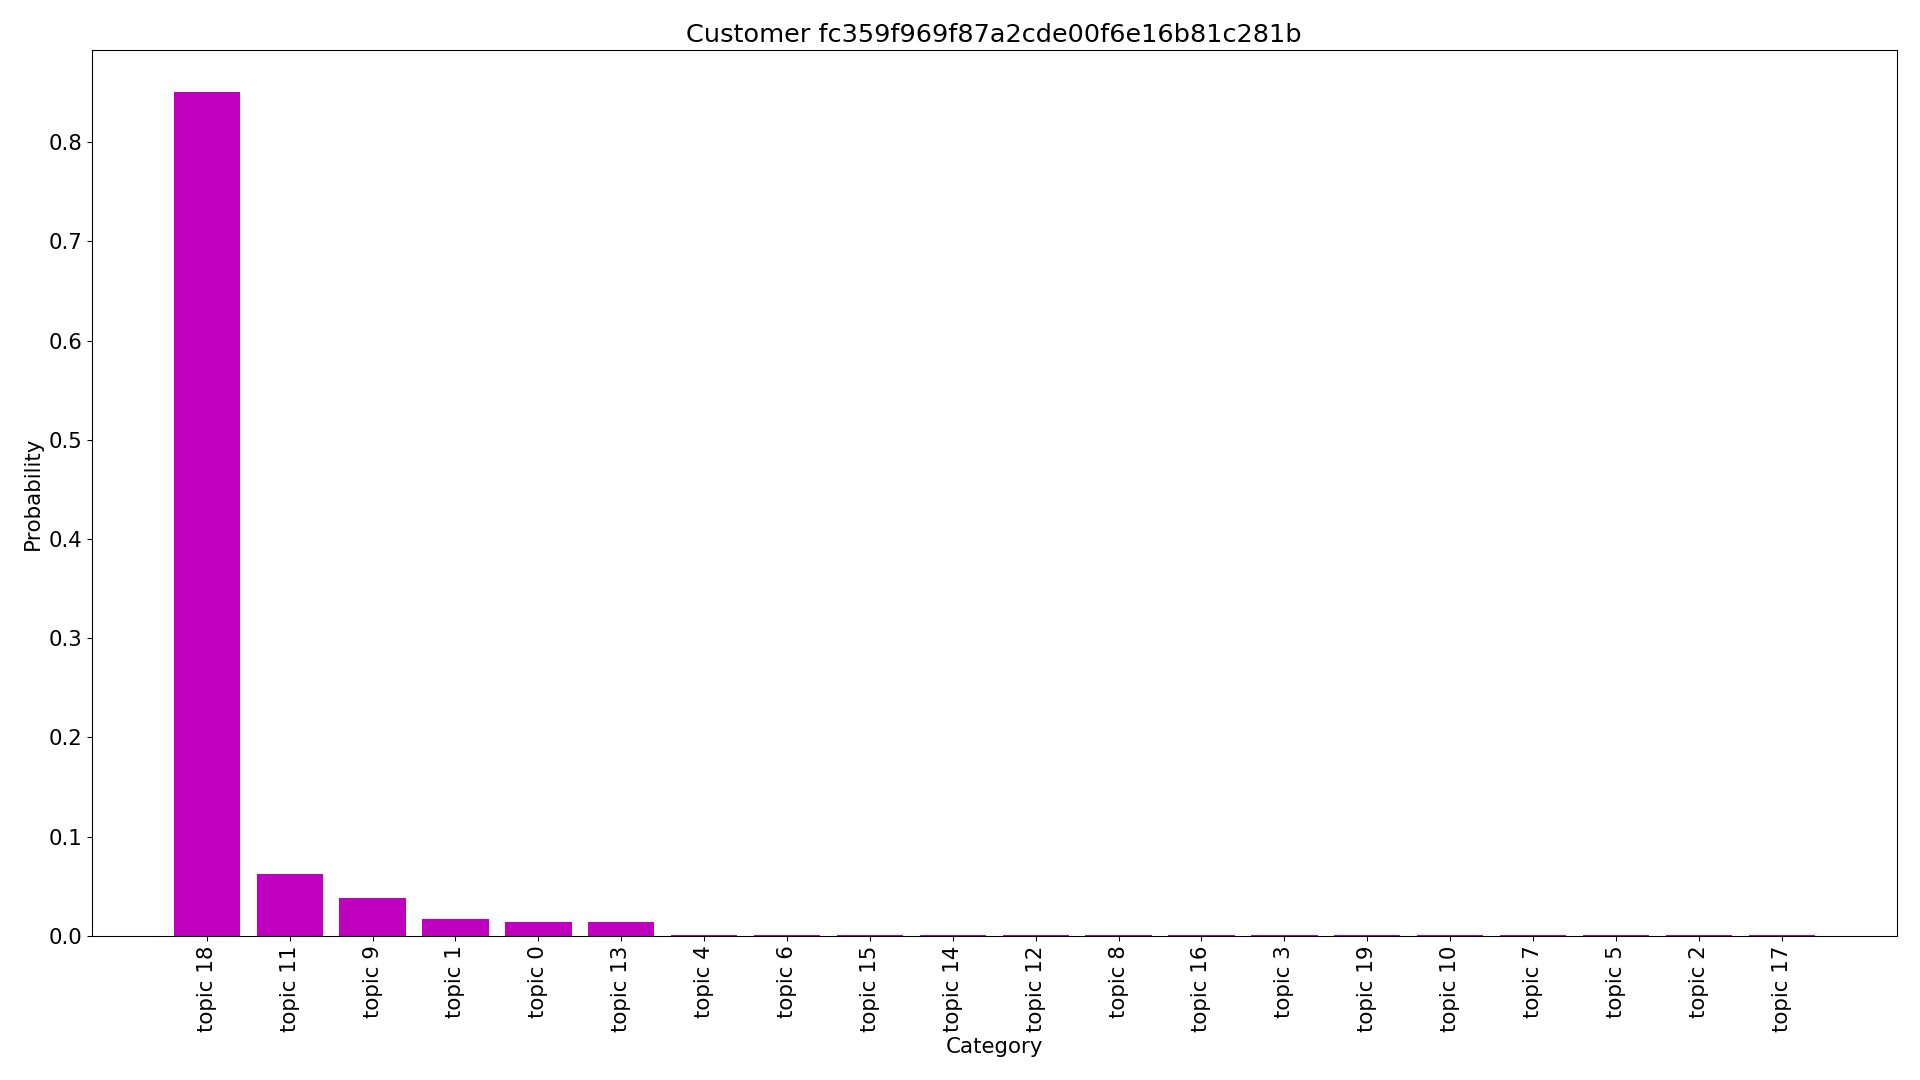 Customer fc359f969f87a2cde00f6e16b81c281b
Probability
0.8
0.7
0.6
0.5
0.4
0.3
0.2
0.1
0.0
topic 18
topic 11
topic 9
topic 1
topic 0
topic 13
topic 4
topic 6
topic 15
topic 14
topic 12
topic 8
topic 16
topic 3
topic 19
topic 10
topic 7
topic 5
topic 2
topic 17
Category